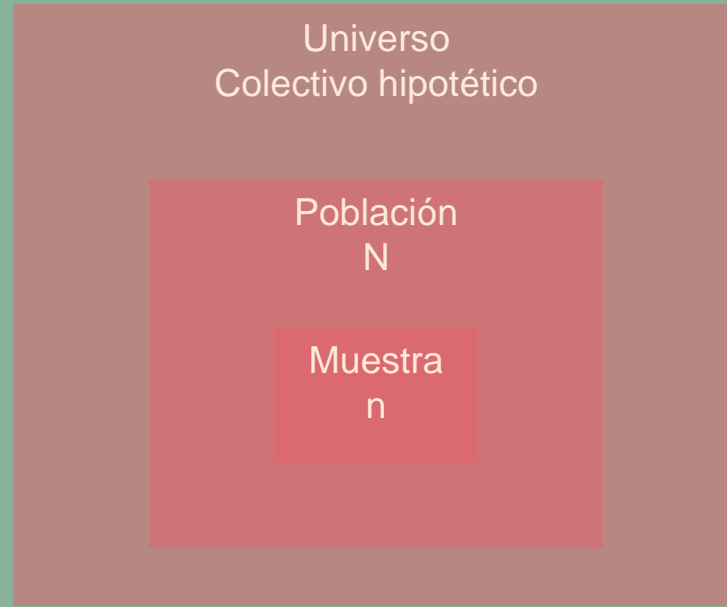 Universo
Colectivo hipotético
Población
N
Muestra
n